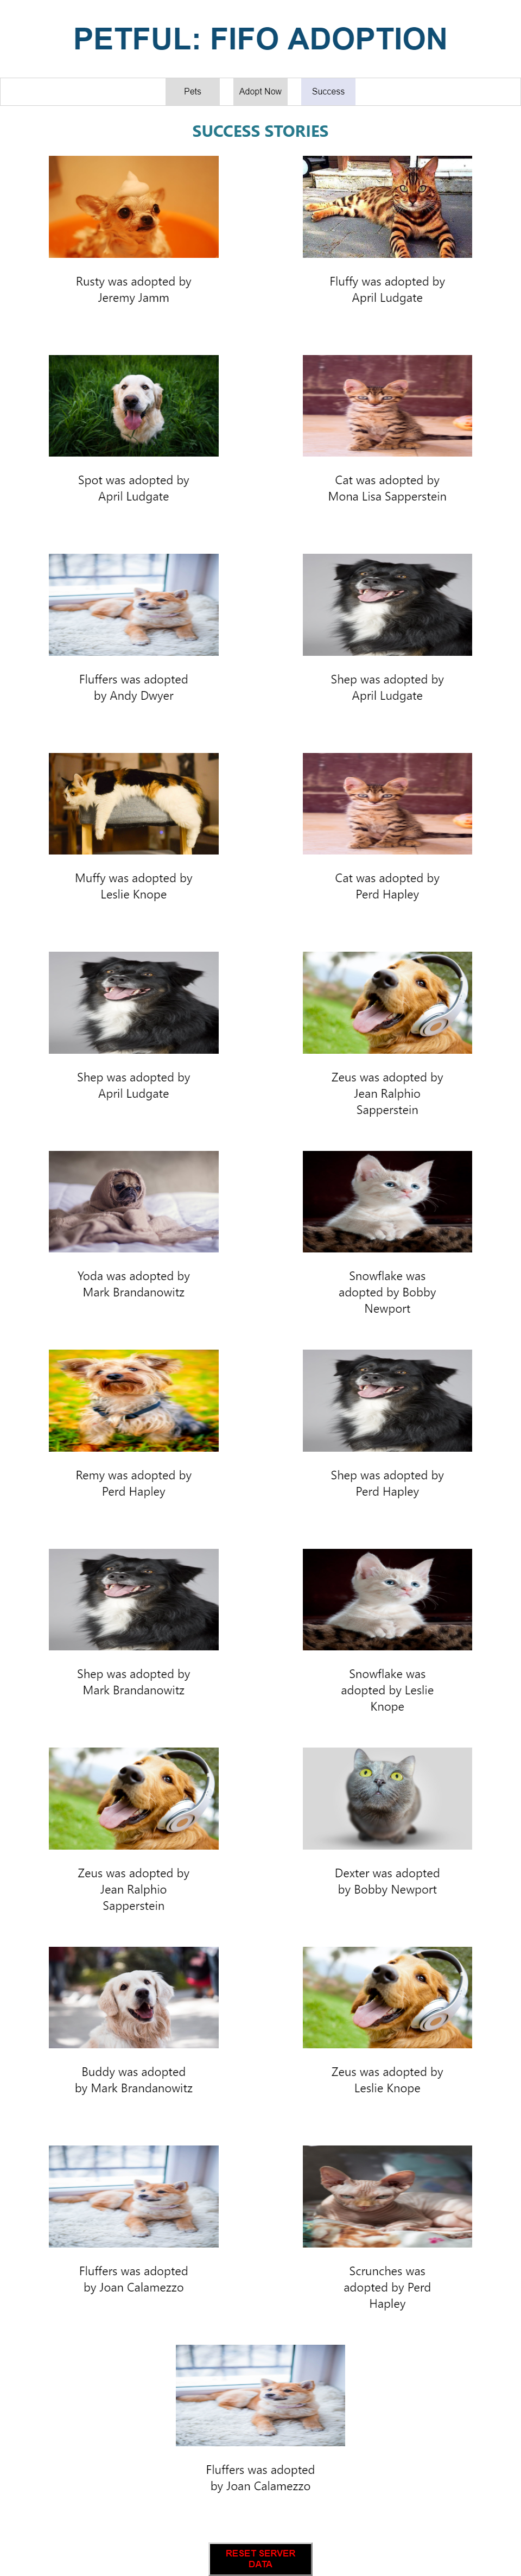 PETFUL: FIFO ADOPTION
Pets
Adopt Now
Success
SUCCESS STORIES
Rusty was adopted by
Jeremy Jamm
Fluffy was adopted by
April Ludgate
Spot was adopted by
April Ludgate
Cat was adopted by
Mona Lisa Sapperstein
Fluffers was adopted
by Andy Dwyer
Shep was adopted by
April Ludgate
Muffy was adopted by
Leslie Knope
Cat was adopted by
Perd Hapley
Shep was adopted by
April Ludgate
Zeus was adopted by
Jean Ralphio
Sapperstein
Yoda was adopted by
Mark Brandanowitz
Snowflake was
adopted by Bobby
Newport
Remy was adopted by
Perd Hapley
Shep was adopted by
Perd Hapley
Shep was adopted by
Mark Brandanowitz
Snowflake was
adopted by Leslie
Knope
Zeus was adopted by
Jean Ralphio
Sapperstein
Dexter was adopted
by Bobby Newport
Buddy was adopted
by Mark Brandanowitz
Zeus was adopted by
Leslie Knope
Fluffers was adopted
by Joan Calamezzo
Scrunches was
adopted by Perd
Hapley
Fluffers was adopted
by Joan Calamezzo
RESET SERVER
DATA